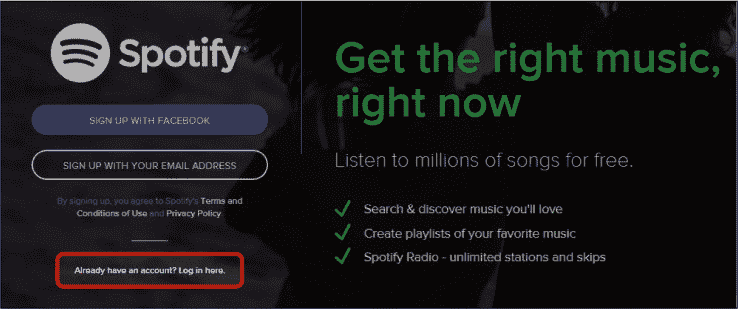 Spotify
SIGN UP WITH FACEBOOK
SIGN UP WITH YOUR EMAIL ADDRESS
By signing up, you agree to Spotify's Terms and
Conditions of Use and Privacy Policy
Already have an account? Log in here.
Get the right music,
right now
Listen to millions of songs for free.
Search & discover music you'll love
Create playlists of your favorite music
Spotify Radio - unlimited stations and skips